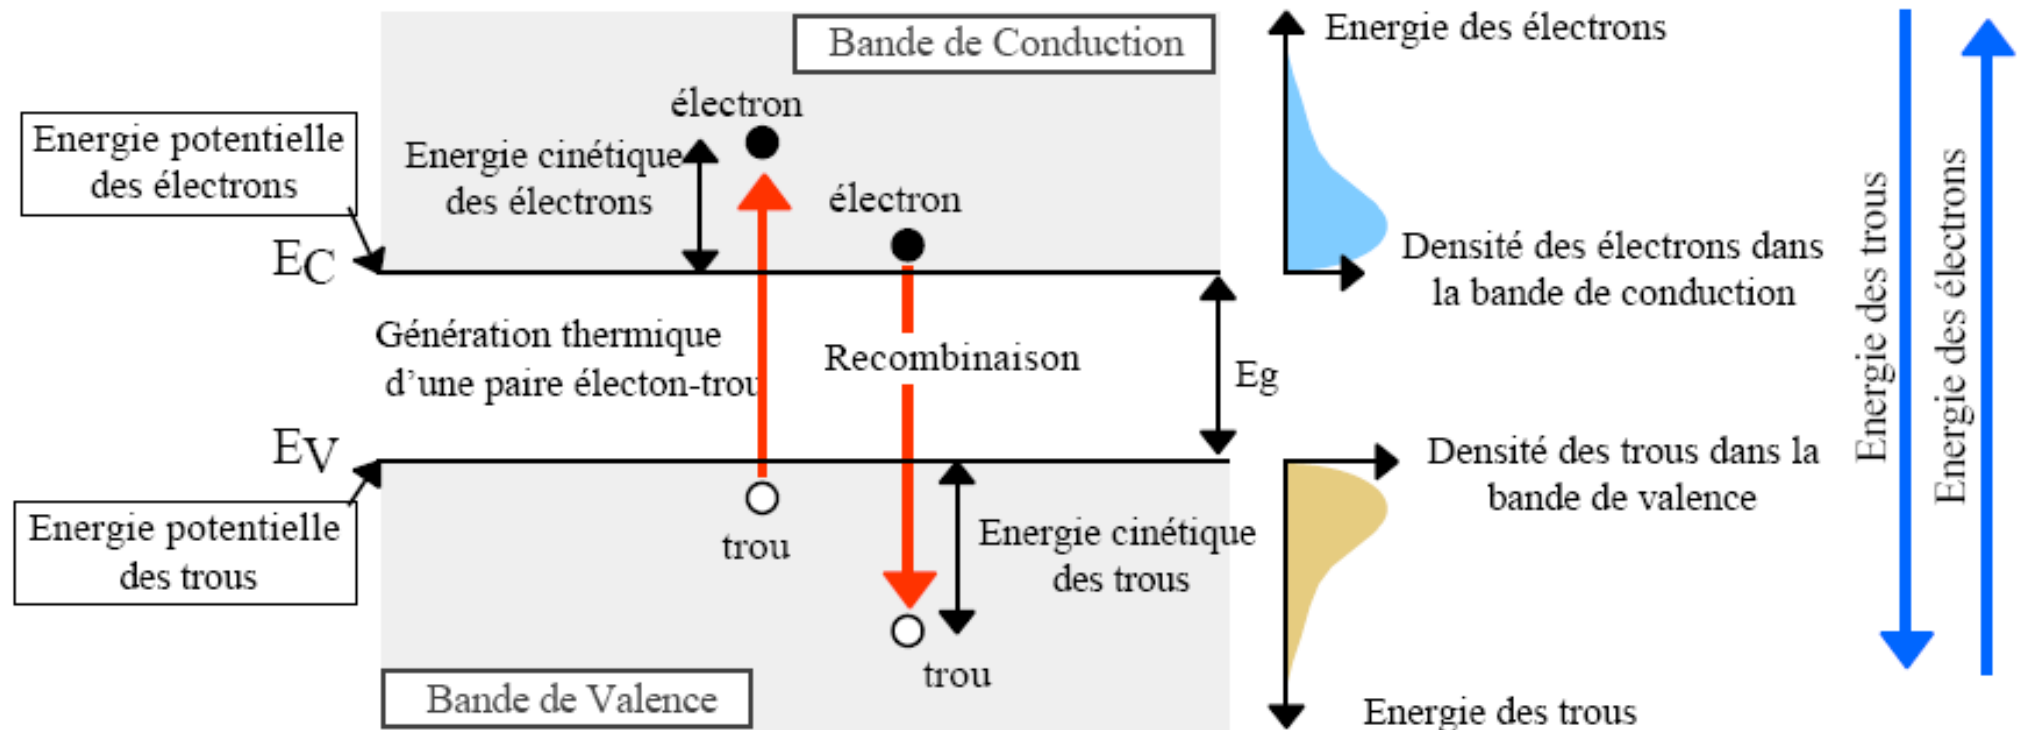 Bande de Conduction
Energie des électrons
électron
Energie potentielle
des électrons
Energie cinétique
des électrons
électron
EC
Densité des électrons dans
la bande de conduction
Génération thermique
d'une paire électon-trou
Recombinaison
Eg
EV
Densité des trous dans la
bande de valence
Energie potentielle
des trous
trou
Energie cinétique
des trous
trou
Bande de Valence
Energie des trous
Energie des trous
Energie des électrons